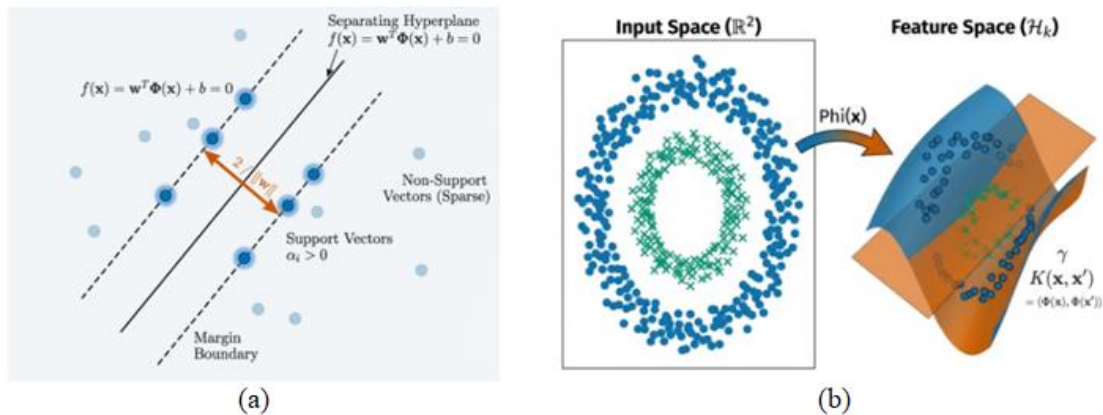 Separating Hyperplane
f(x) = w^T Φ(x) + b = 0
f(x) = w^T Φ(x) + b = 0
2 / ||w||
Non-Support
Vectors (Sparse)
Support Vectors
α_i > 0
Margin
Boundary
(a)
Input Space (ℝ²)
Feature Space (ℋ_k)
Phi(x)
γ
K(x, x′)
= ⟨Φ(x), Φ(x′)⟩
(b)